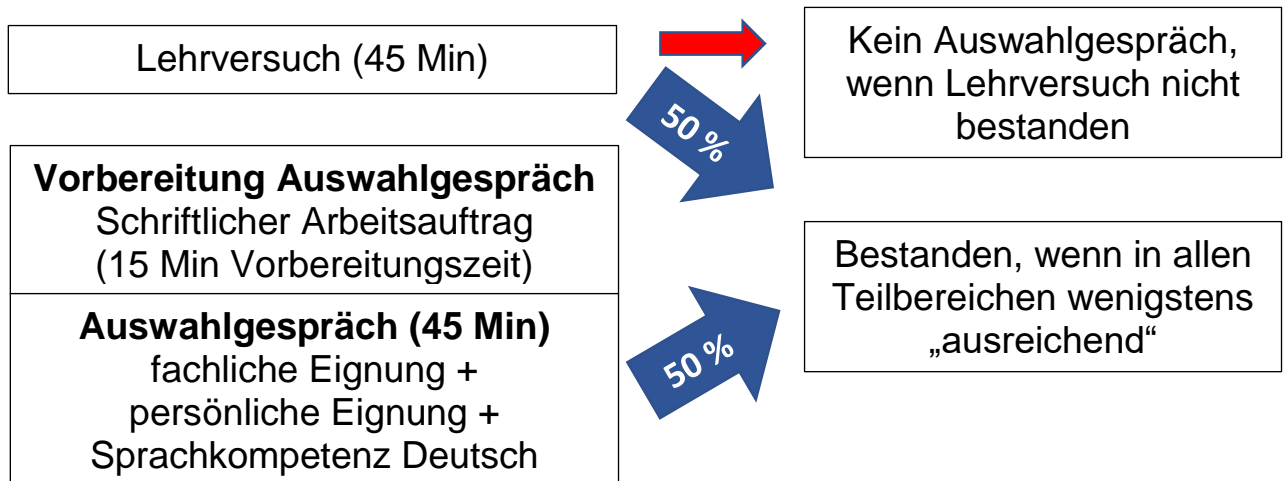 Lehrversuch (45 Min)
Kein Auswahlgespräch,
wenn Lehrversuch nicht
bestanden
50 %
Vorbereitung Auswahlgespräch
Schriftlicher Arbeitsauftrag
(15 Min Vorbereitungszeit)
Auswahlgespräch (45 Min)
fachliche Eignung +
persönliche Eignung +
Sprachkompetenz Deutsch
50 %
Bestanden, wenn in allen
Teilbereichen wenigstens
„ausreichend“